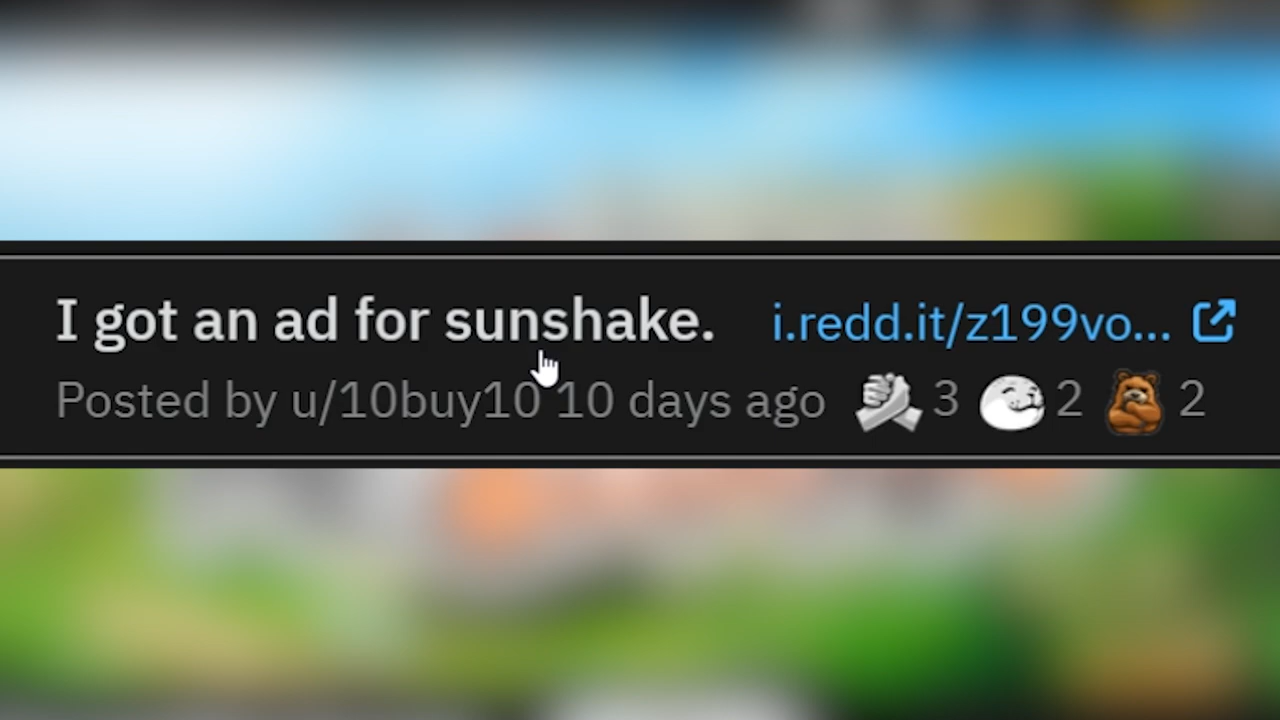 I got an ad for sunshake. i.redd.it/z199vo...
Posted by u/10buy10 10 days ago 3 2 2